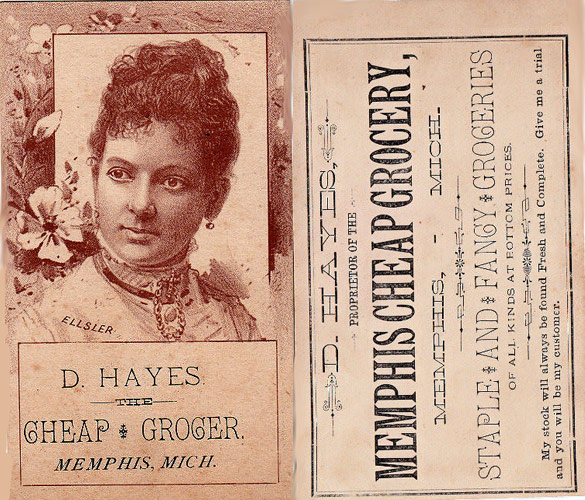 ELLSLER
D. HAYES
THE
CHEAP GROCER.
MEMPHIS, MICH.
D. HAYES,
PROPRIETOR OF THE
MEMPHIS CHEAP GROCERY,
MEMPHIS, - MICH.
STAPLE AND FANCY GROCERIES
OF ALL KINDS AT BOTTOM PRICES.
My stock will always be found Fresh and Complete. Give me a trial
and you will be my customer.